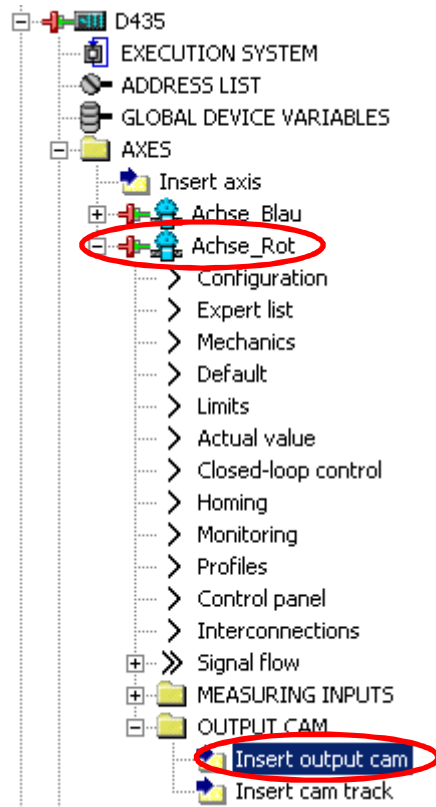 D435
EXECUTION SYSTEM
ADDRESS LIST
GLOBAL DEVICE VARIABLES
AXES
Insert axis
Achse_Blau
Achse_Rot
Configuration
Expert list
Mechanics
Default
Limits
Actual value
Closed-loop control
Homing
Monitoring
Profiles
Control panel
Interconnections
Signal flow
MEASURING INPUTS
OUTPUT CAM
Insert output cam
Insert cam track